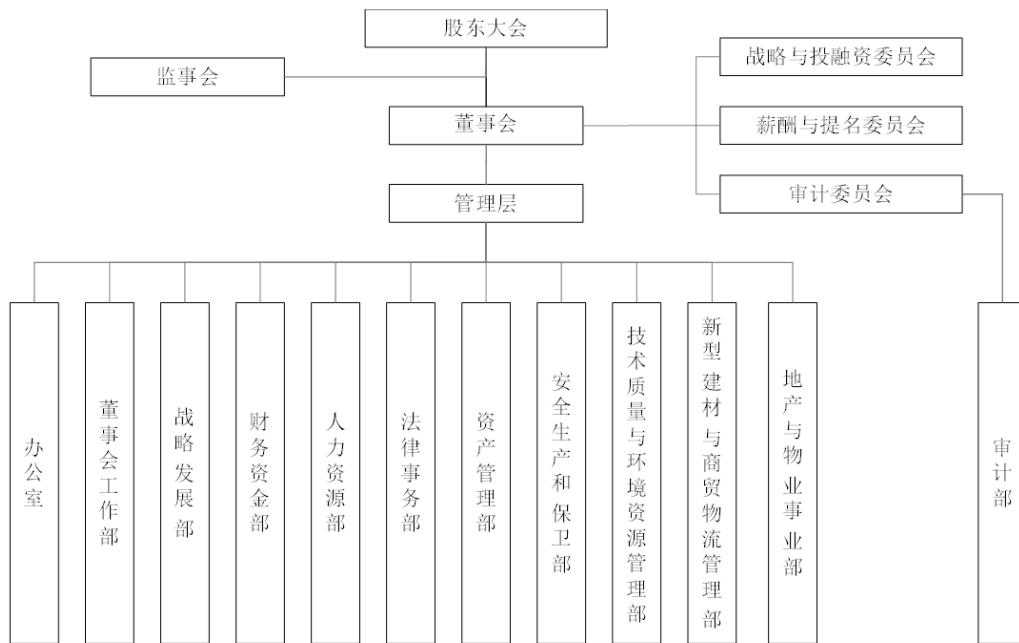 股东大会
监事会
战略与投融资委员会
董事会
薪酬与提名委员会
管理层
审计委员会
办公室
董事会工作部
战略发展部
财务资金部
人力资源部
法律事务部
资产管理部
安全生产和保卫部
技术质量与环境资源管理部
新型建材与商贸物流管理部
地产与物业事业部
审计部